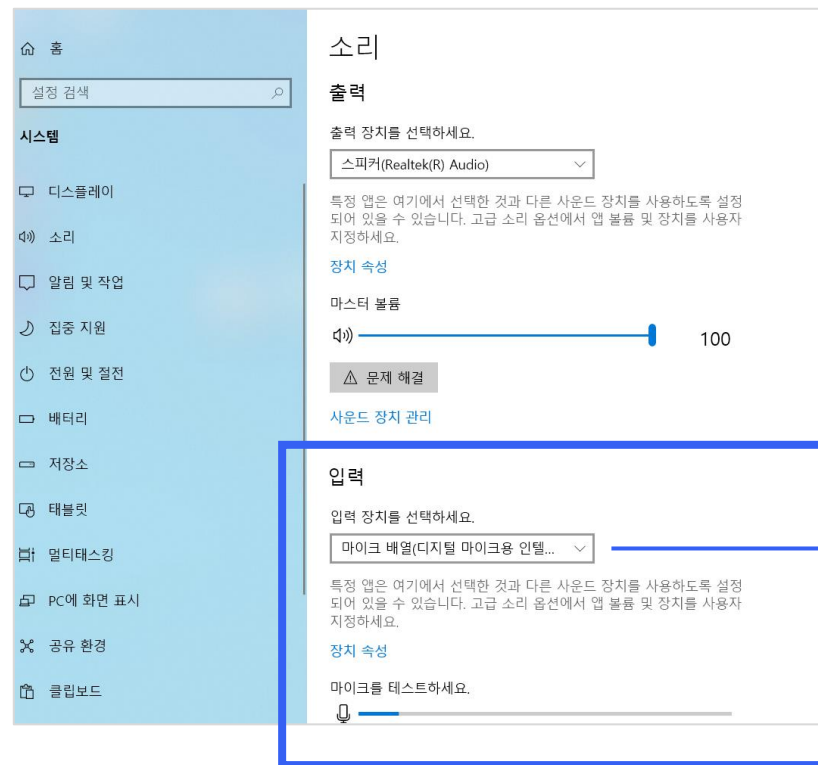 홈
설정 검색
시스템
디스플레이
소리
알림 및 작업
집중 지원
전원 및 절전
배터리
저장소
태블릿
멀티태스킹
PC에 화면 표시
공유 환경
클립보드
소리
출력
출력 장치를 선택하세요.
스피커(Realtek(R) Audio)
특정 앱은 여기에서 선택한 것과 다른 사운드 장치를 사용하도록 설정
되어 있을 수 있습니다. 고급 소리 옵션에서 앱 볼륨 및 장치를 사용자
지정하세요.
장치 속성
마스터 볼륨
100
문제 해결
사운드 장치 관리
입력
입력 장치를 선택하세요.
마이크 배열(디지털 마이크용 인텔...
특정 앱은 여기에서 선택한 것과 다른 사운드 장치를 사용하도록 설정
되어 있을 수 있습니다. 고급 소리 옵션에서 앱 볼륨 및 장치를 사용자
지정하세요.
장치 속성
마이크를 테스트하세요.